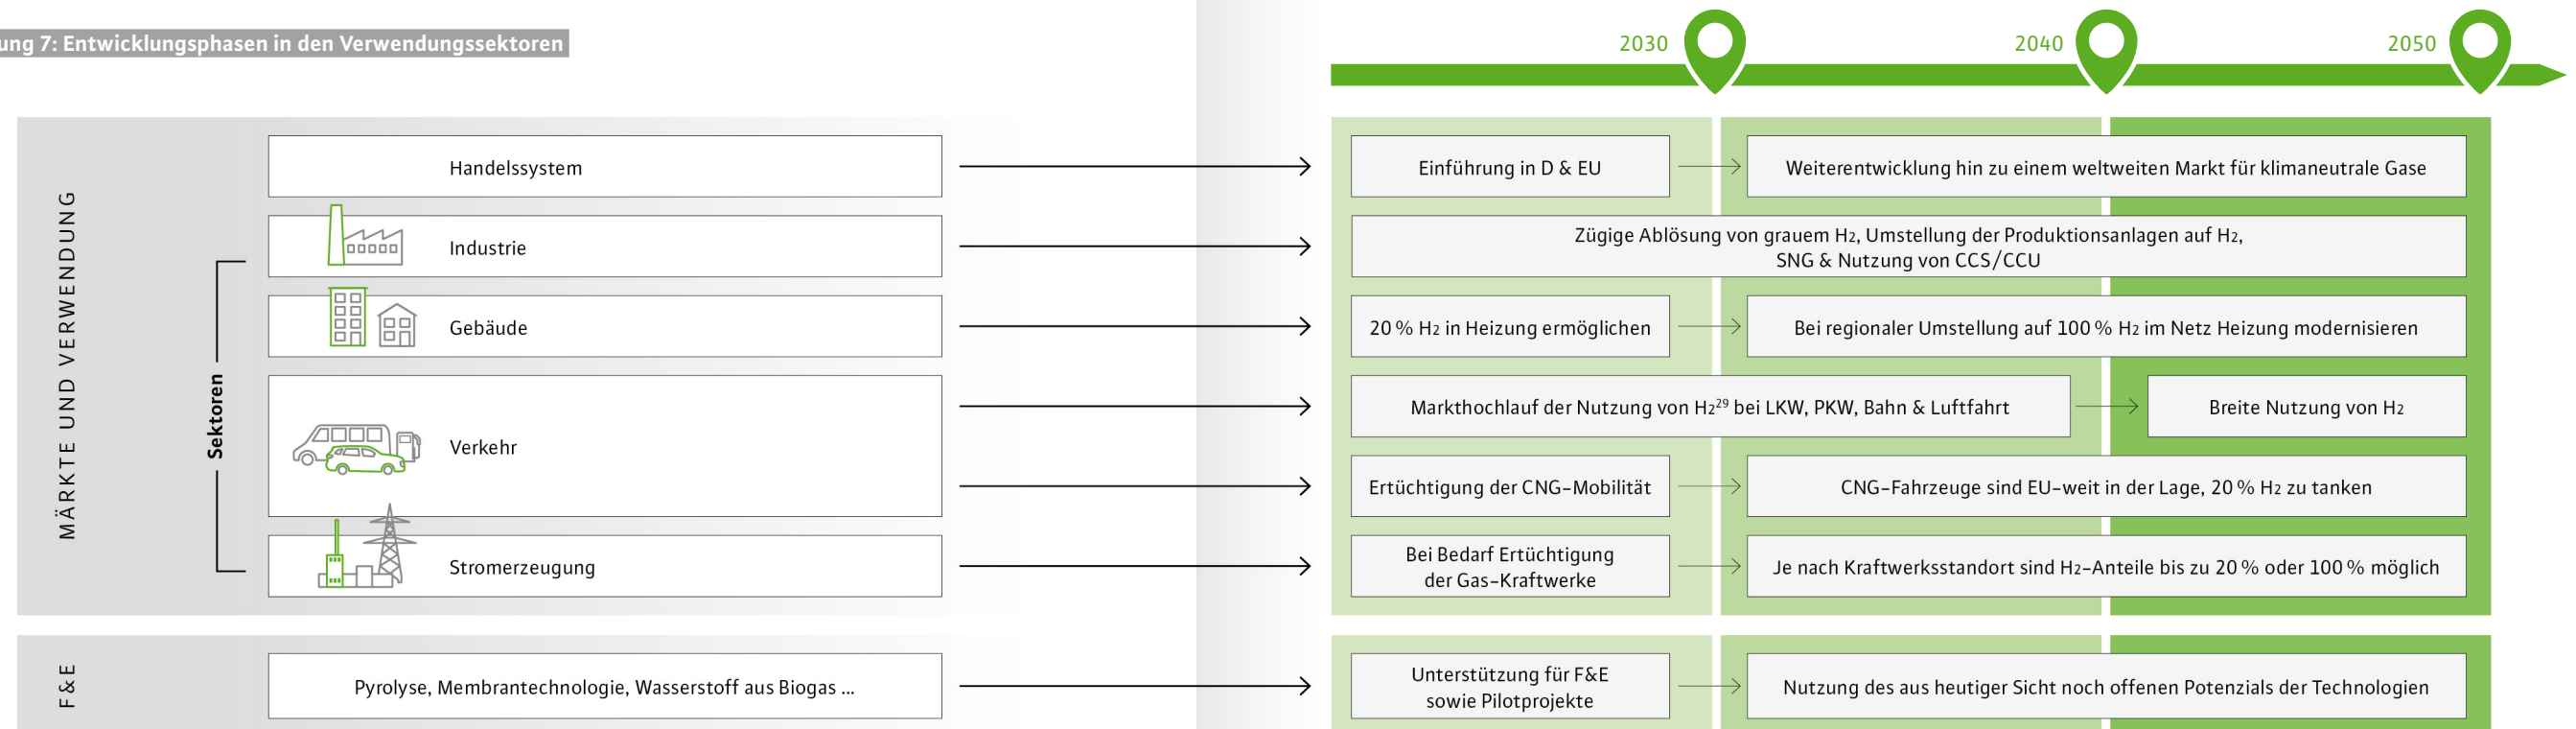 ung 7: Entwicklungsphasen in den Verwendungssektoren
2030
2040
2050
MÄRKTE UND VERWENDUNG
Sektoren
Handelssystem
Einführung in D & EU
Weiterentwicklung hin zu einem weltweiten Markt für klimaneutrale Gase
Industrie
Zügige Ablösung von grauem H₂, Umstellung der Produktionsanlagen auf H₂,
SNG & Nutzung von CCS/CCU
Gebäude
20 % H₂ in Heizung ermöglichen
Bei regionaler Umstellung auf 100 % H₂ im Netz Heizung modernisieren
Verkehr
Markthochlauf der Nutzung von H₂²⁹ bei LKW, PKW, Bahn & Luftfahrt
Breite Nutzung von H₂
Ertüchtigung der CNG-Mobilität
CNG-Fahrzeuge sind EU-weit in der Lage, 20 % H₂ zu tanken
Stromerzeugung
Bei Bedarf Ertüchtigung
der Gas-Kraftwerke
Je nach Kraftwerksstandort sind H₂-Anteile bis zu 20 % oder 100 % möglich
F&E
Pyrolyse, Membrantechnologie, Wasserstoff aus Biogas ...
Unterstützung für F&E
sowie Pilotprojekte
Nutzung des aus heutiger Sicht noch offenen Potenzials der Technologien